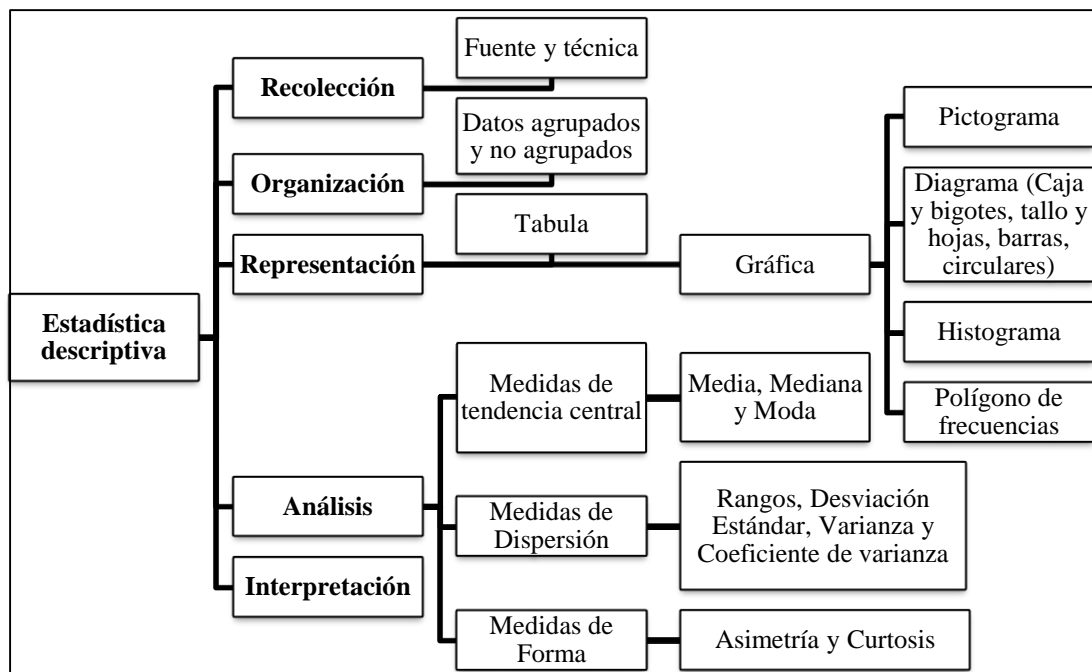 Estadística
descriptiva
Recolección
Fuente y técnica
Organización
Datos agrupados
y no agrupados
Representación
Tabula
Gráfica
Pictograma
Diagrama (Caja
y bigotes, tallo y
hojas, barras,
circulares)
Histograma
Polígono de
frecuencias
Análisis
Medidas de
tendencia central
Media, Mediana
y Moda
Medidas de
Dispersión
Rangos, Desviación
Estándar, Varianza y
Coeficiente de varianza
Medidas de
Forma
Asimetría y Curtosis
Interpretación